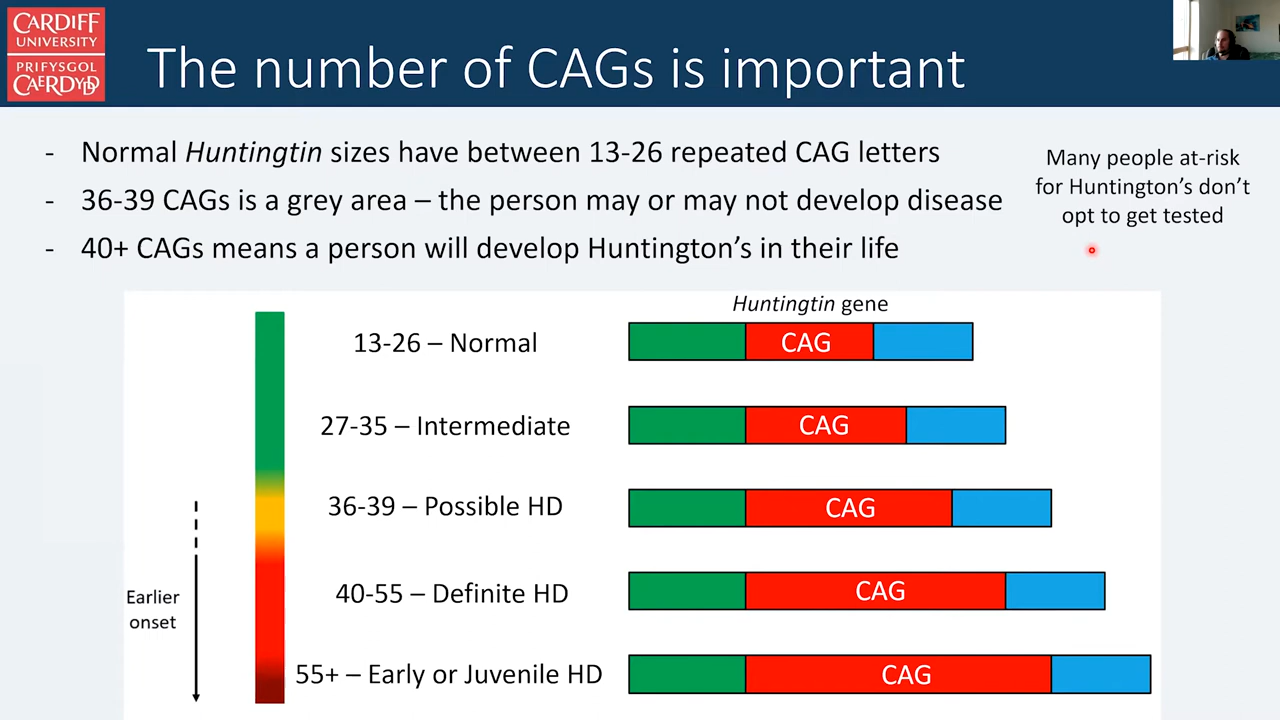 CARDIFF
UNIVERSITY
PRIFYSGOL
CAERDYDD
The number of CAGs is important
- Normal Huntingtin sizes have between 13-26 repeated CAG letters
- 36-39 CAGs is a grey area – the person may or may not develop disease
- 40+ CAGs means a person will develop Huntington’s in their life
Many people at-risk
for Huntington’s don’t
opt to get tested
Huntingtin gene
13-26 – Normal
CAG
27-35 – Intermediate
CAG
36-39 – Possible HD
CAG
40-55 – Definite HD
CAG
55+ – Early or Juvenile HD
CAG
Earlier
onset